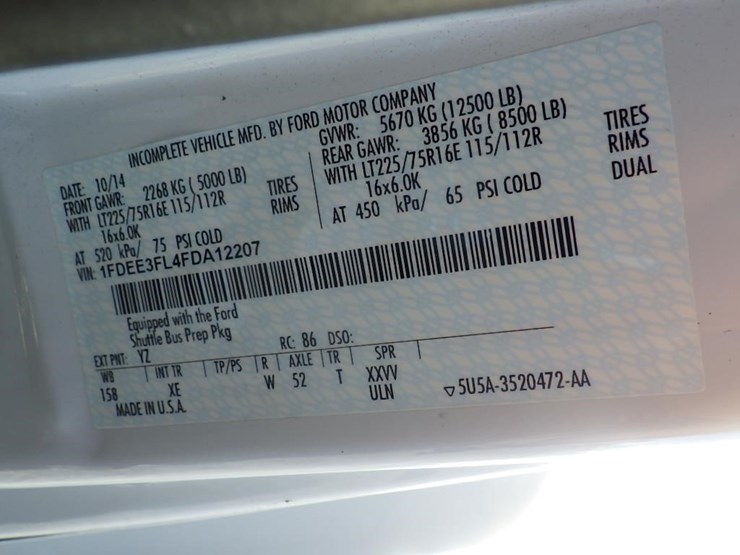 INCOMPLETE VEHICLE MFD. BY FORD MOTOR COMPANY
DATE: 10/14
GVWR: 5670 KG (12500 LB)
FRONT GAWR: 2268 KG (5000 LB)
REAR GAWR: 3856 KG (8500 LB)
WITH LT225/75R16E 115/112R TIRES
WITH LT225/75R16E 115/112R TIRES
16x6.0K RIMS
16x6.0K RIMS
AT 520 kPa/ 75 PSI COLD
AT 450 kPa/ 65 PSI COLD DUAL
VIN: 1FDEE3FL4FDA12207
Equipped with the Ford
Shuttle Bus Prep Pkg
EXT PNT: YZ RC: 86 DSO:
WB INT TR TP/PS R AXLE TR SPR
158 XE W 52 T XXVV
ULN
MADE IN U.S.A.
▽5U5A-3520472-AA